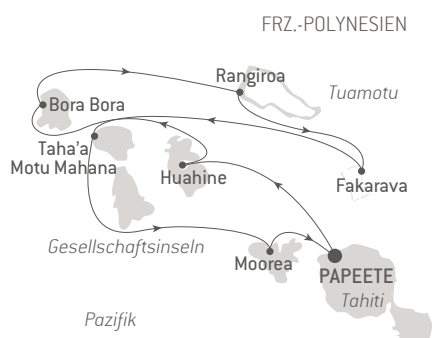 FRZ.-POLYNESIEN
Rangiroa
Tuamotu
Bora Bora
Taha'a
Motu Mahana
Huahine
Fakarava
Gesellschaftsinseln
Moorea
PAPEETE
Tahiti
Pazifik